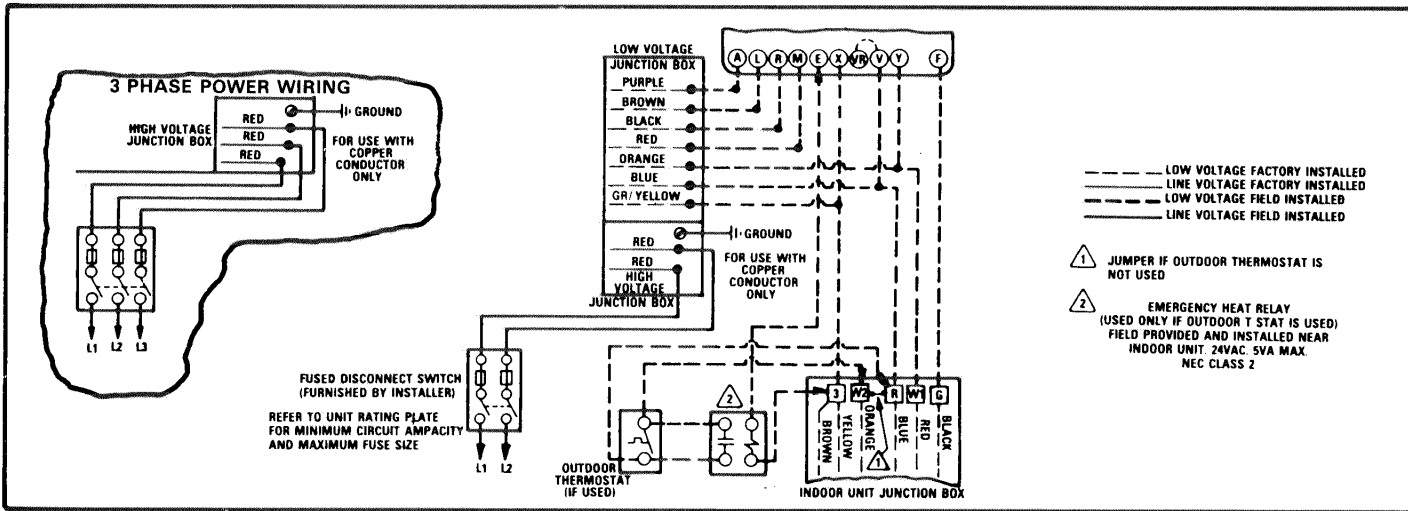 3 PHASE POWER WIRING
HIGH VOLTAGE
JUNCTION BOX
RED
RED
RED
GROUND
FOR USE WITH
COPPER
CONDUCTOR
ONLY
L1 L2 L3
LOW VOLTAGE
JUNCTION BOX
PURPLE
BROWN
BLACK
RED
ORANGE
BLUE
GR/YELLOW
A L R M E X VR V Y F
RED
RED
HIGH
VOLTAGE
JUNCTION BOX
GROUND
FOR USE WITH
COPPER
CONDUCTOR
ONLY
FUSED DISCONNECT SWITCH
(FURNISHED BY INSTALLER)
REFER TO UNIT RATING PLATE
FOR MINIMUM CIRCUIT AMPACITY
AND MAXIMUM FUSE SIZE
L1 L2
OUTDOOR
THERMOSTAT
(IF USED)
2
3 W2 R W1 G
BROWN
YELLOW
ORANGE
BLUE
RED
BLACK
1
INDOOR UNIT JUNCTION BOX
LOW VOLTAGE FACTORY INSTALLED
LINE VOLTAGE FACTORY INSTALLED
LOW VOLTAGE FIELD INSTALLED
LINE VOLTAGE FIELD INSTALLED
1 JUMPER IF OUTDOOR THERMOSTAT IS
NOT USED
2 EMERGENCY HEAT RELAY
(USED ONLY IF OUTDOOR T STAT IS USED)
FIELD PROVIDED AND INSTALLED NEAR
INDOOR UNIT. 24VAC. 5VA MAX.
NEC CLASS 2